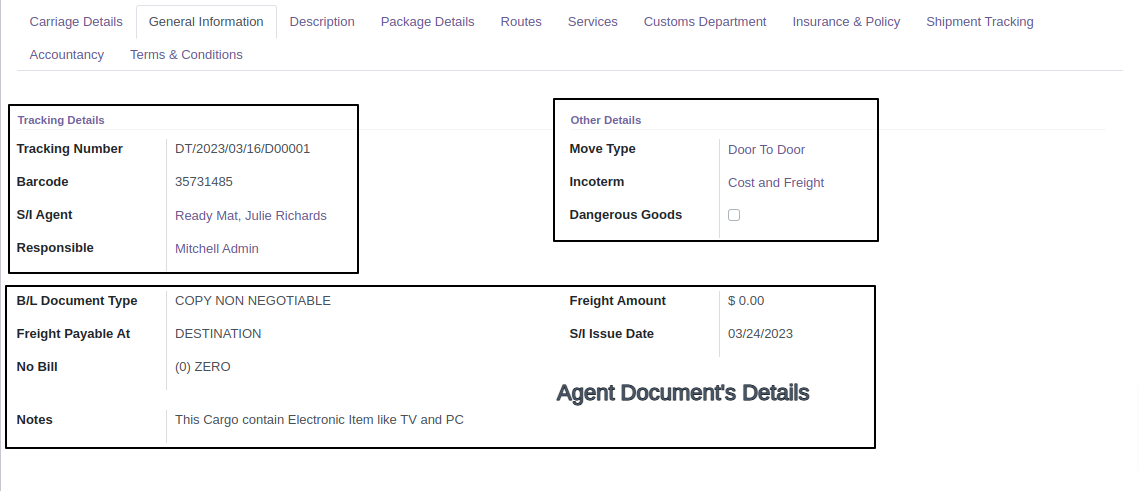 Carriage Details General Information Description Package Details Routes Services Customs Department Insurance & Policy Shipment Tracking
Accountancy Terms & Conditions
Tracking Details
Tracking Number DT/2023/03/16/D00001
Barcode 35731485
S/I Agent Ready Mat, Julie Richards
Responsible Mitchell Admin
Other Details
Move Type Door To Door
Incoterm Cost and Freight
Dangerous Goods
B/L Document Type COPY NON NEGOTIABLE
Freight Payable At DESTINATION
No Bill (0) ZERO
Freight Amount $ 0.00
S/I Issue Date 03/24/2023
Agent Document's Details
Notes This Cargo contain Electronic Item like TV and PC